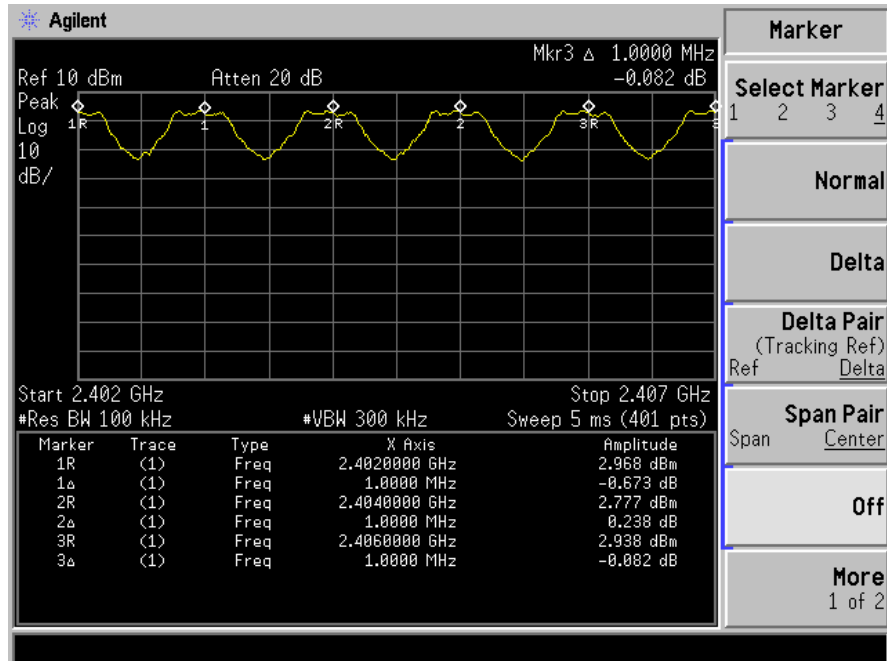 Agilent
Marker
Mkr3 Δ 1.0000 MHz
Ref 10 dBm Atten 20 dB -0.082 dB
Peak
Log
10
dB/
1R 1 2R 2 3R 3
Start 2.402 GHz Stop 2.407 GHz
#Res BW 100 kHz #VBW 300 kHz Sweep 5 ms (401 pts)
Marker Trace Type X Axis Amplitude
1R (1) Freq 2.4020000 GHz 2.968 dBm
1Δ (1) Freq 1.0000 MHz -0.673 dB
2R (1) Freq 2.4040000 GHz 2.777 dBm
2Δ (1) Freq 1.0000 MHz 0.238 dB
3R (1) Freq 2.4060000 GHz 2.938 dBm
3Δ (1) Freq 1.0000 MHz -0.082 dB
Select Marker
1 2 3 4
Normal
Delta
Delta Pair
(Tracking Ref)
Ref Delta
Span Pair
Span Center
Off
More
1 of 2